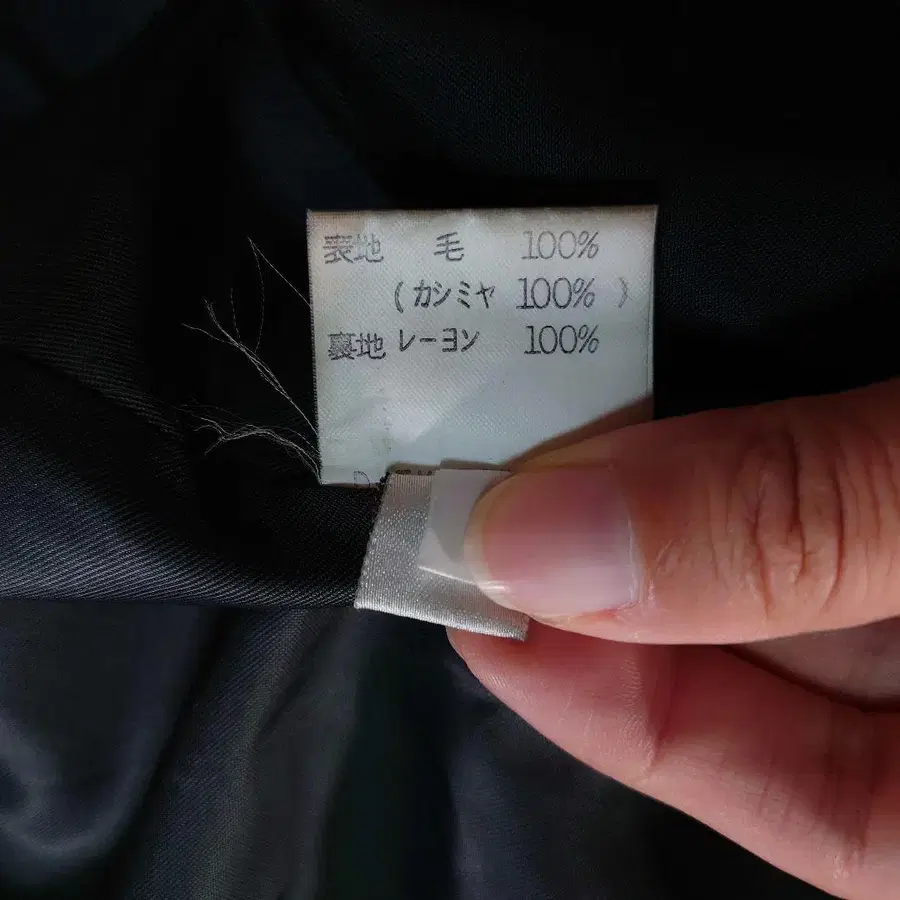 表地 毛 100%
(カシミヤ 100%)
裏地 レーヨン 100%